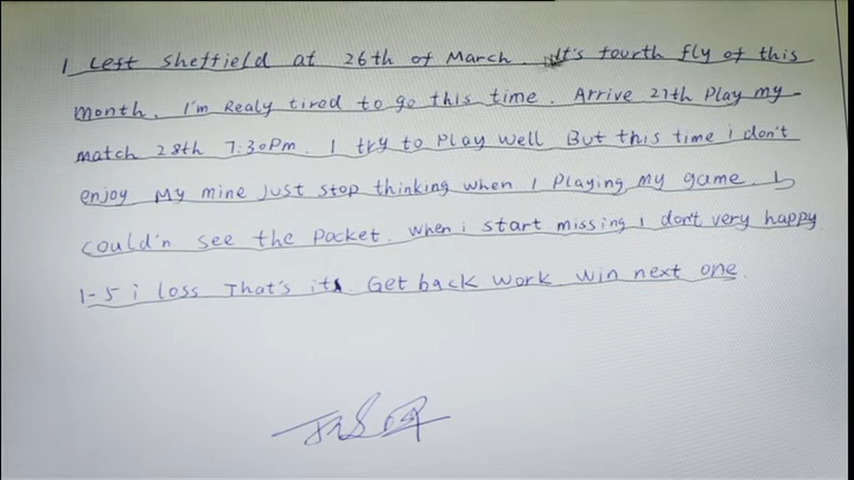 I Left Sheffield at 26th of March. It's fourth fly of this
month. I'm Realy tired to go this time. Arrive 27th Play my
match 28th 7:30Pm. I try to Play well But this time i don't
enjoy My mine Just stop thinking when I Playing my game. I
could'n see the Pocket. when i start missing I don't very happy
1-5 i loss That's it. Get back work win next one.